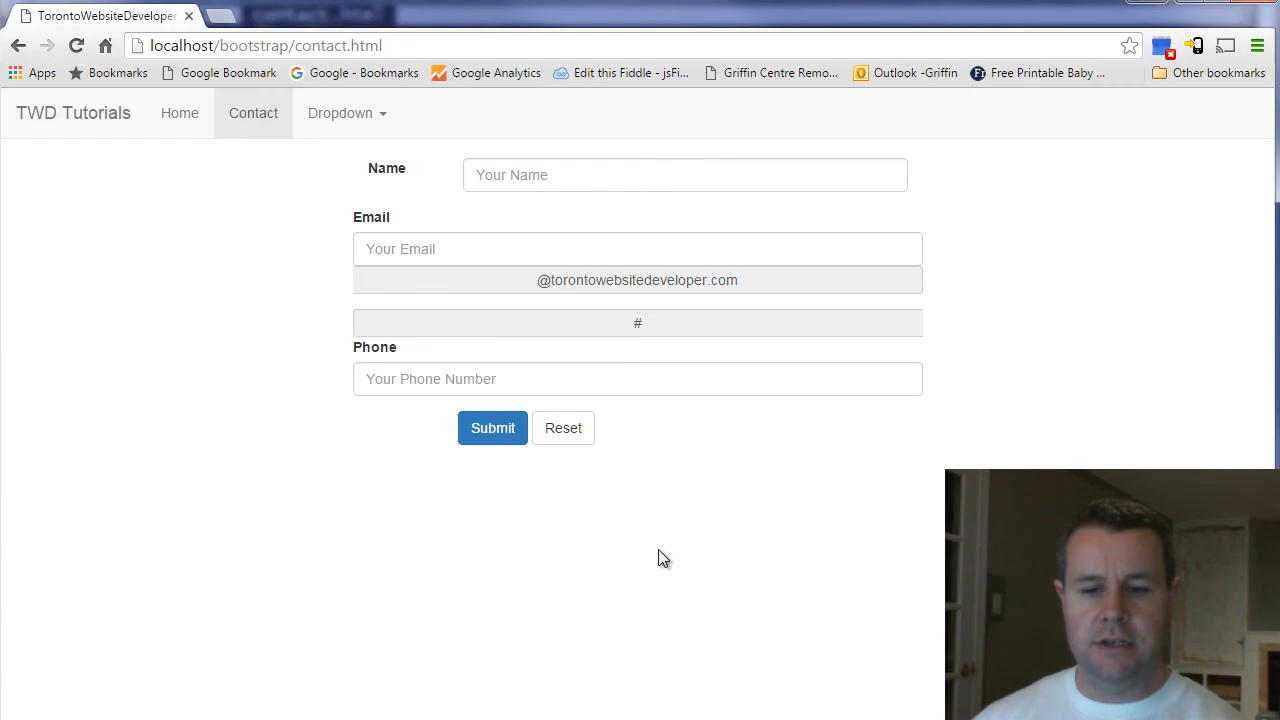 contact.html
TorontoWebsiteDeveloper
localhost/bootstrap/contact.html
Apps Bookmarks Google Bookmark Google - Bookmarks Google Analytics Edit this Fiddle - jsFi... Griffin Centre Remo... Outlook -Griffin Free Printable Baby ... Other bookmarks
TWD Tutorials Home Contact Dropdown
Name Your Name
Email
Your Email
@torontowebsitedeveloper.com
#
Phone
Your Phone Number
Submit Reset